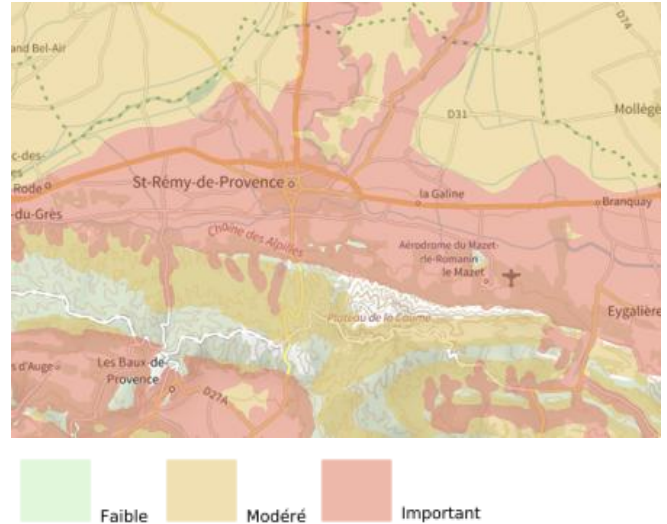 D74
and Bel-Air
Mollégè
D31
c-des-
Rode
St-Rémy-de-Provence
la Galine
Branquay
-du-Grès
Chaîne des Alpilles
Aérodrome du Mazet-
de-Romanin
le Mazet
Eygalière
Plateau de la Caume
s d'Auge
Les Baux-de-
Provence
D27A
Faible
Modéré
Important